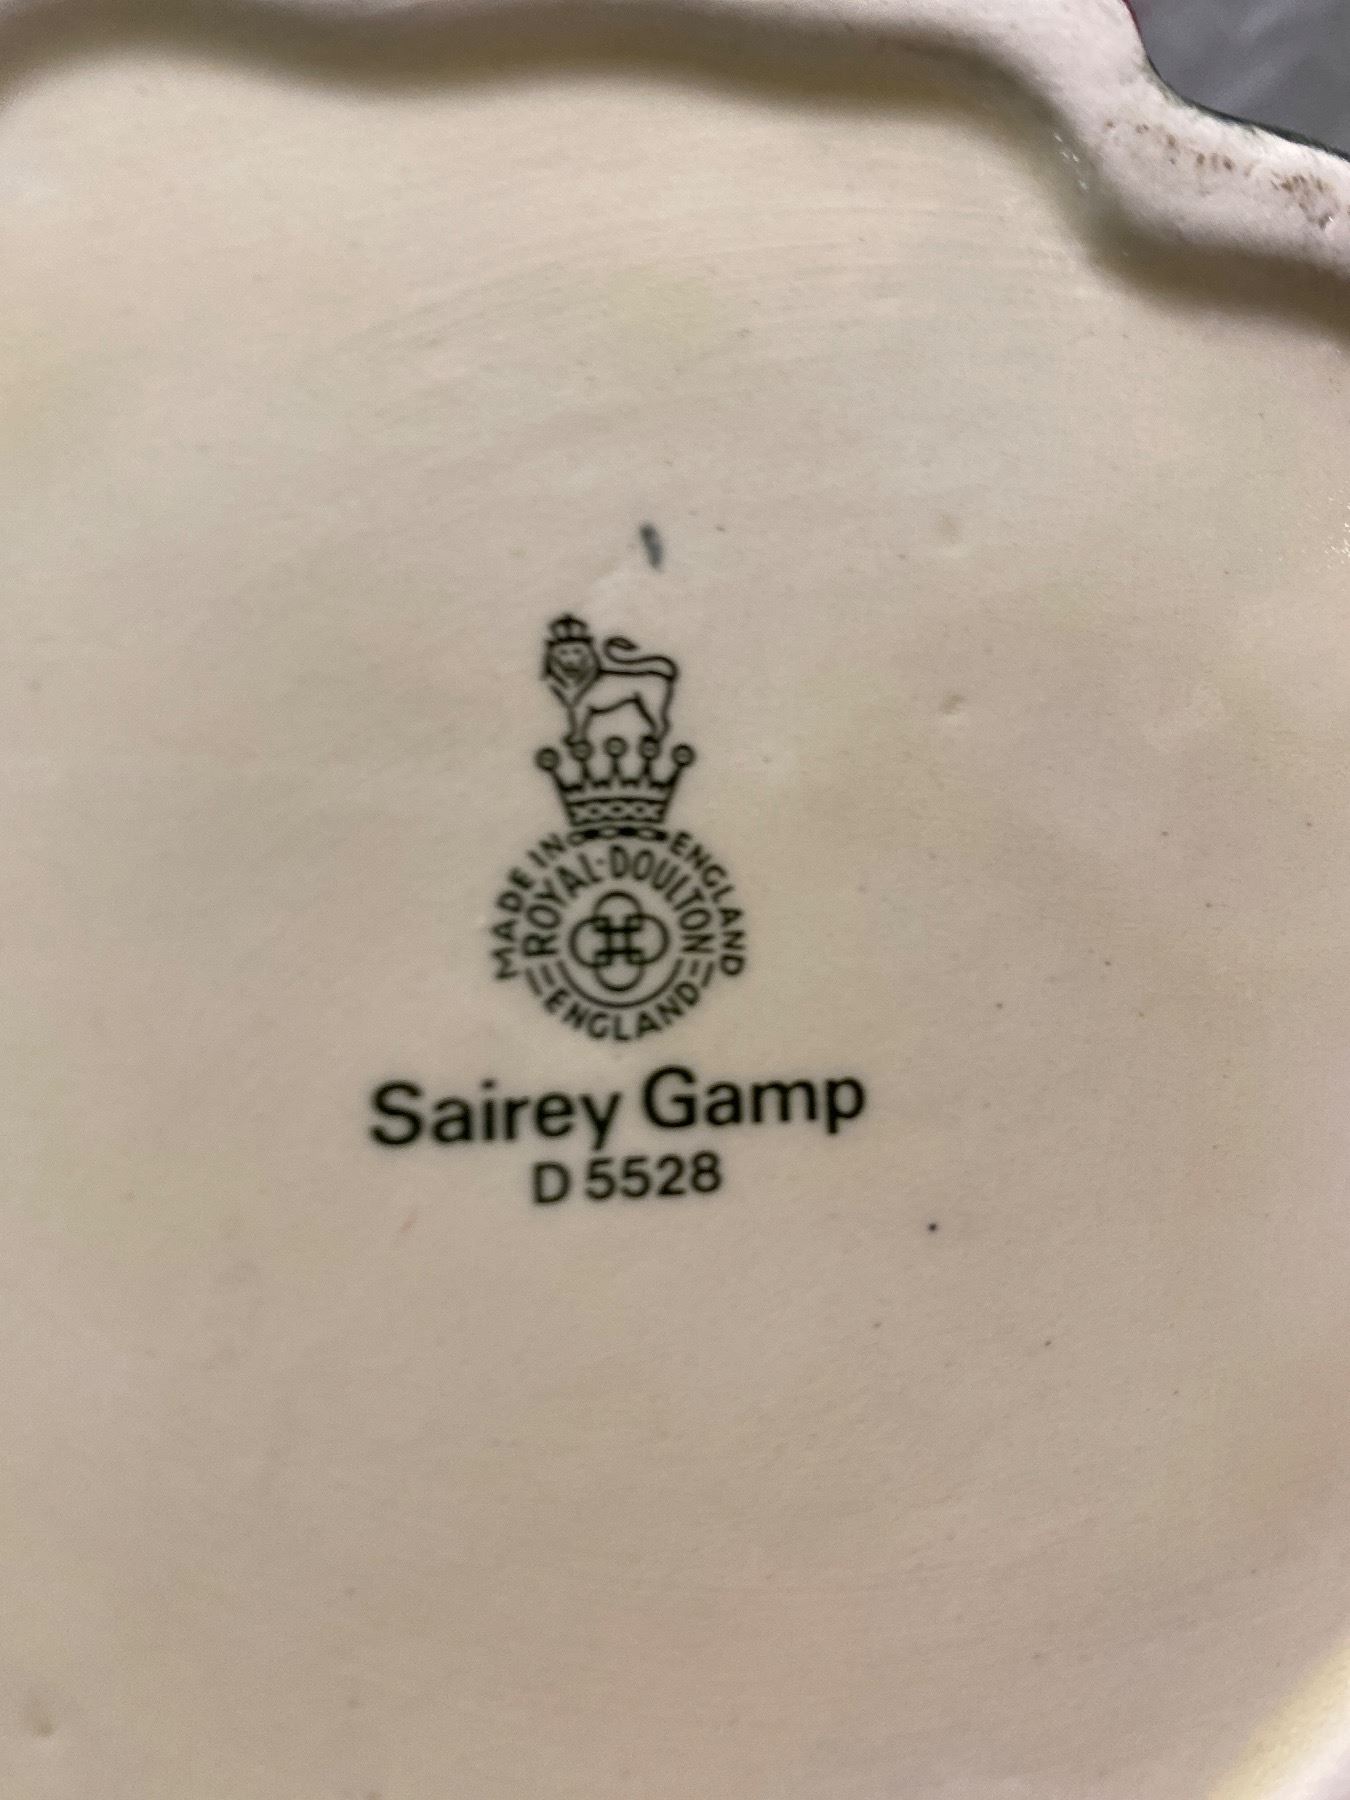 MADE IN ENGLAND
ROYAL·DOULTON
ENGLAND
Sairey Gamp
D 5528